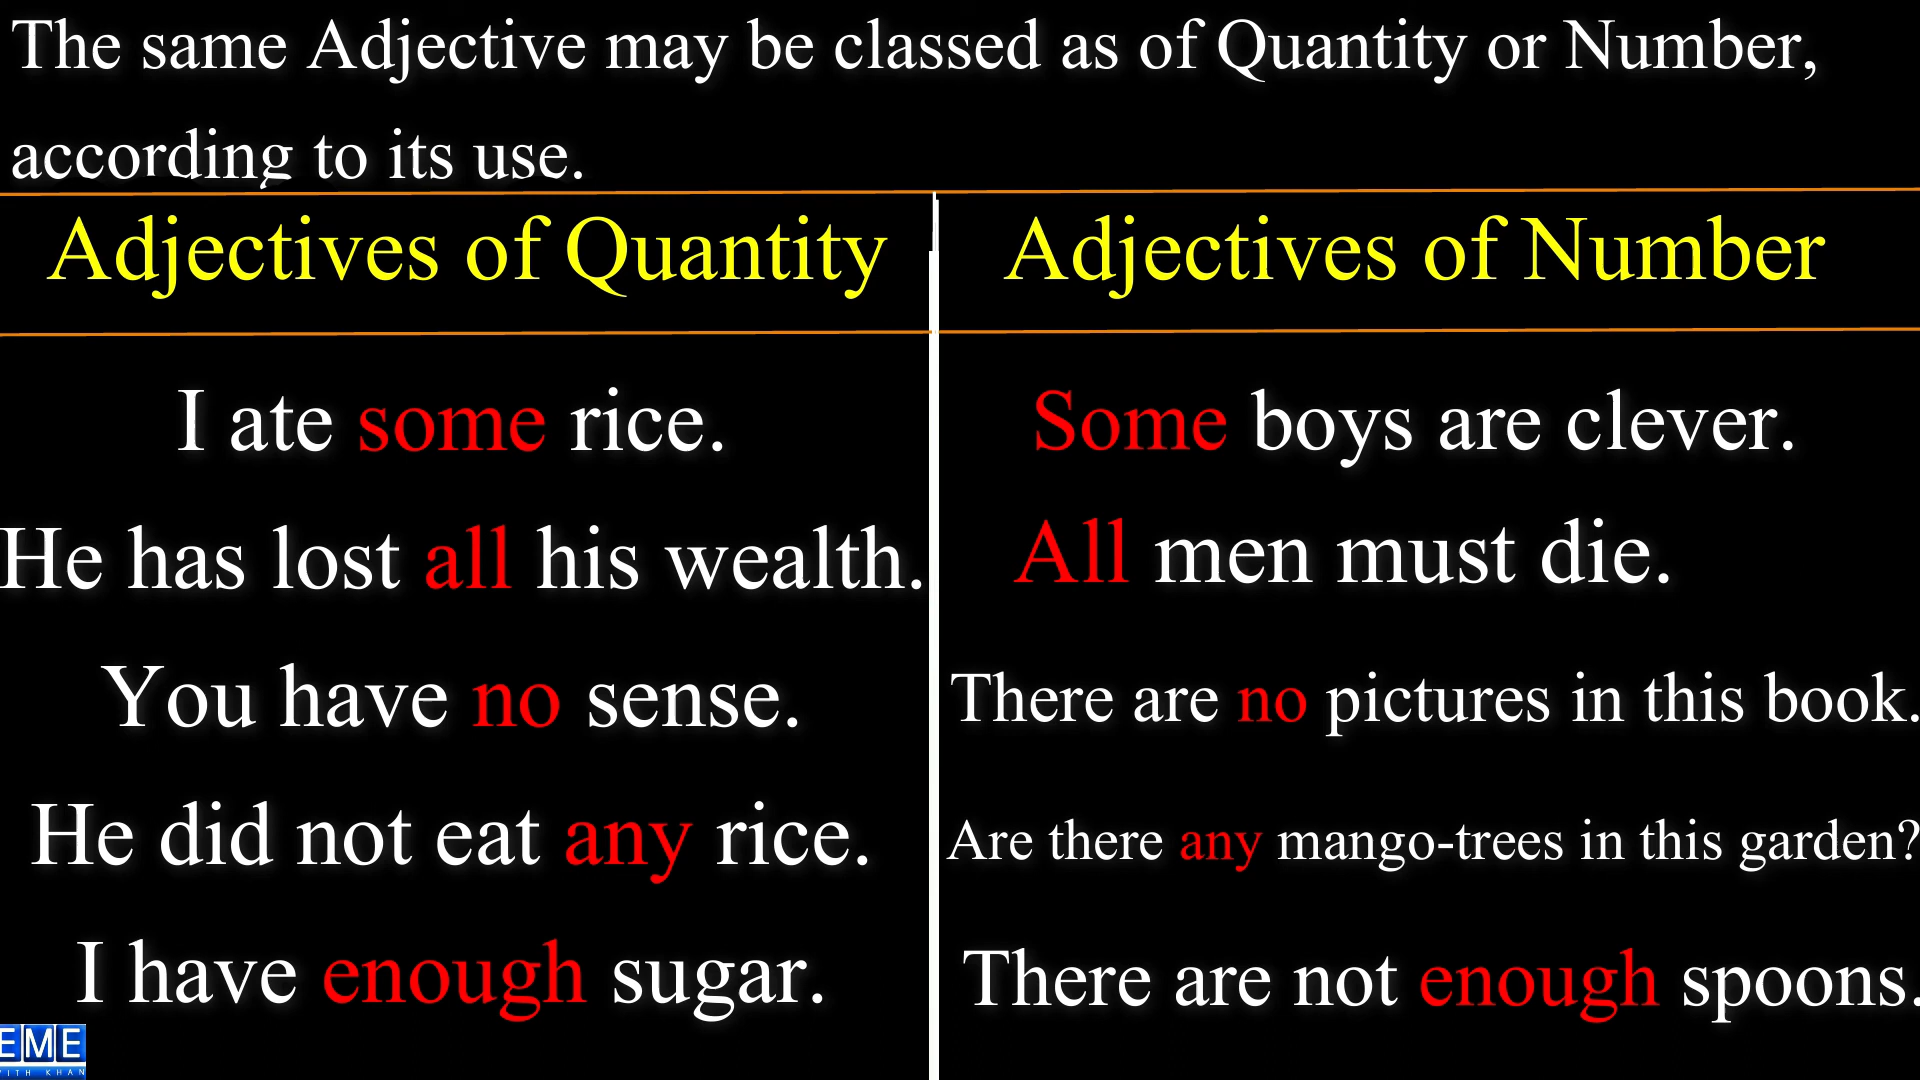 The same Adjective may be classed as of Quantity or Number,
according to its use.
Adjectives of Quantity
Adjectives of Number
I ate some rice.
Some boys are clever.
He has lost all his wealth.
All men must die.
You have no sense.
There are no pictures in this book.
He did not eat any rice.
Are there any mango-trees in this garden?
I have enough sugar.
There are not enough spoons.
EME
WITH KHAN